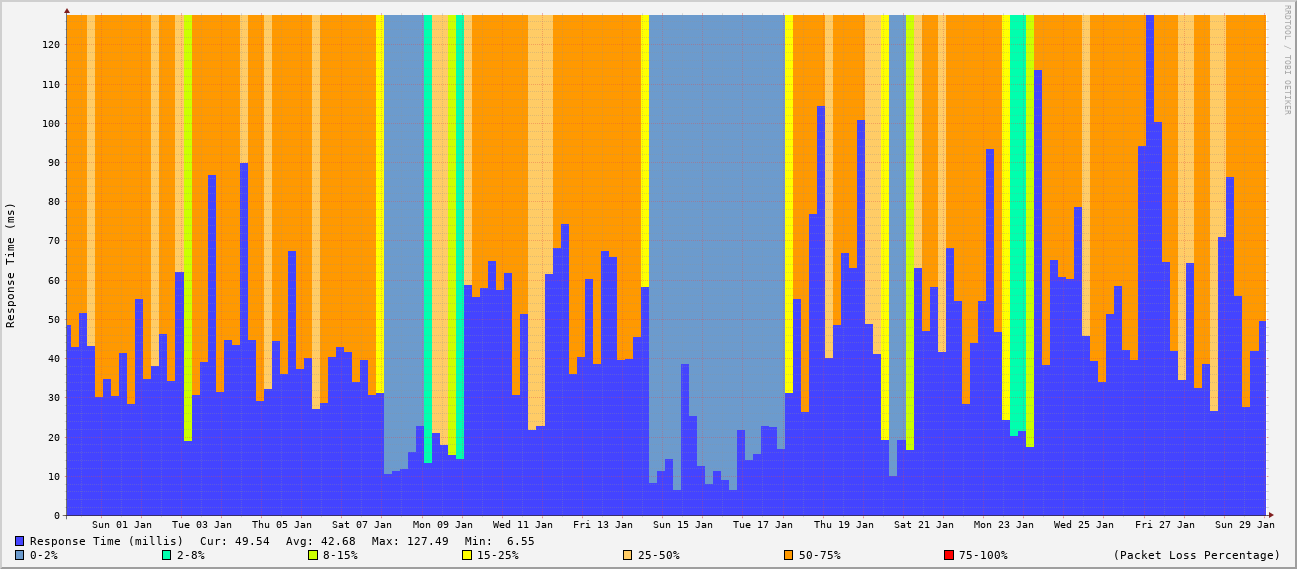 RRDTOOL / TOBI OETIKER
Response Time (ms)
120
110
100
90
80
70
60
50
40
30
20
10
0
Sun 01 Jan Tue 03 Jan Thu 05 Jan Sat 07 Jan Mon 09 Jan Wed 11 Jan Fri 13 Jan Sun 15 Jan Tue 17 Jan Thu 19 Jan Sat 21 Jan Mon 23 Jan Wed 25 Jan Fri 27 Jan Sun 29 Jan
Response Time (millis) Cur: 49.54 Avg: 42.68 Max: 127.49 Min: 6.55
0-2% 2-8% 8-15% 15-25% 25-50% 50-75% 75-100% (Packet Loss Percentage)